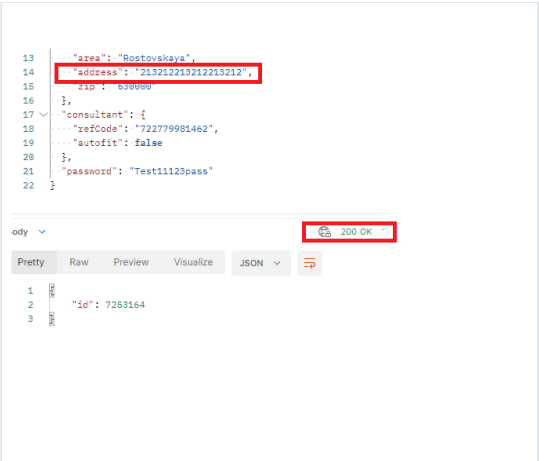 13 "area": "Rostovskaya",
14 "address": "213212213212213212",
15 "zip": "630080"
16 },
17 "consultant": {
18 "refCode": "722779981462",
19 "autofit": false
20 },
21 "password": "Test11123pass"
22 }
ody 200 OK
Pretty Raw Preview Visualize JSON
1 {
2 "id": 7253164
3 }